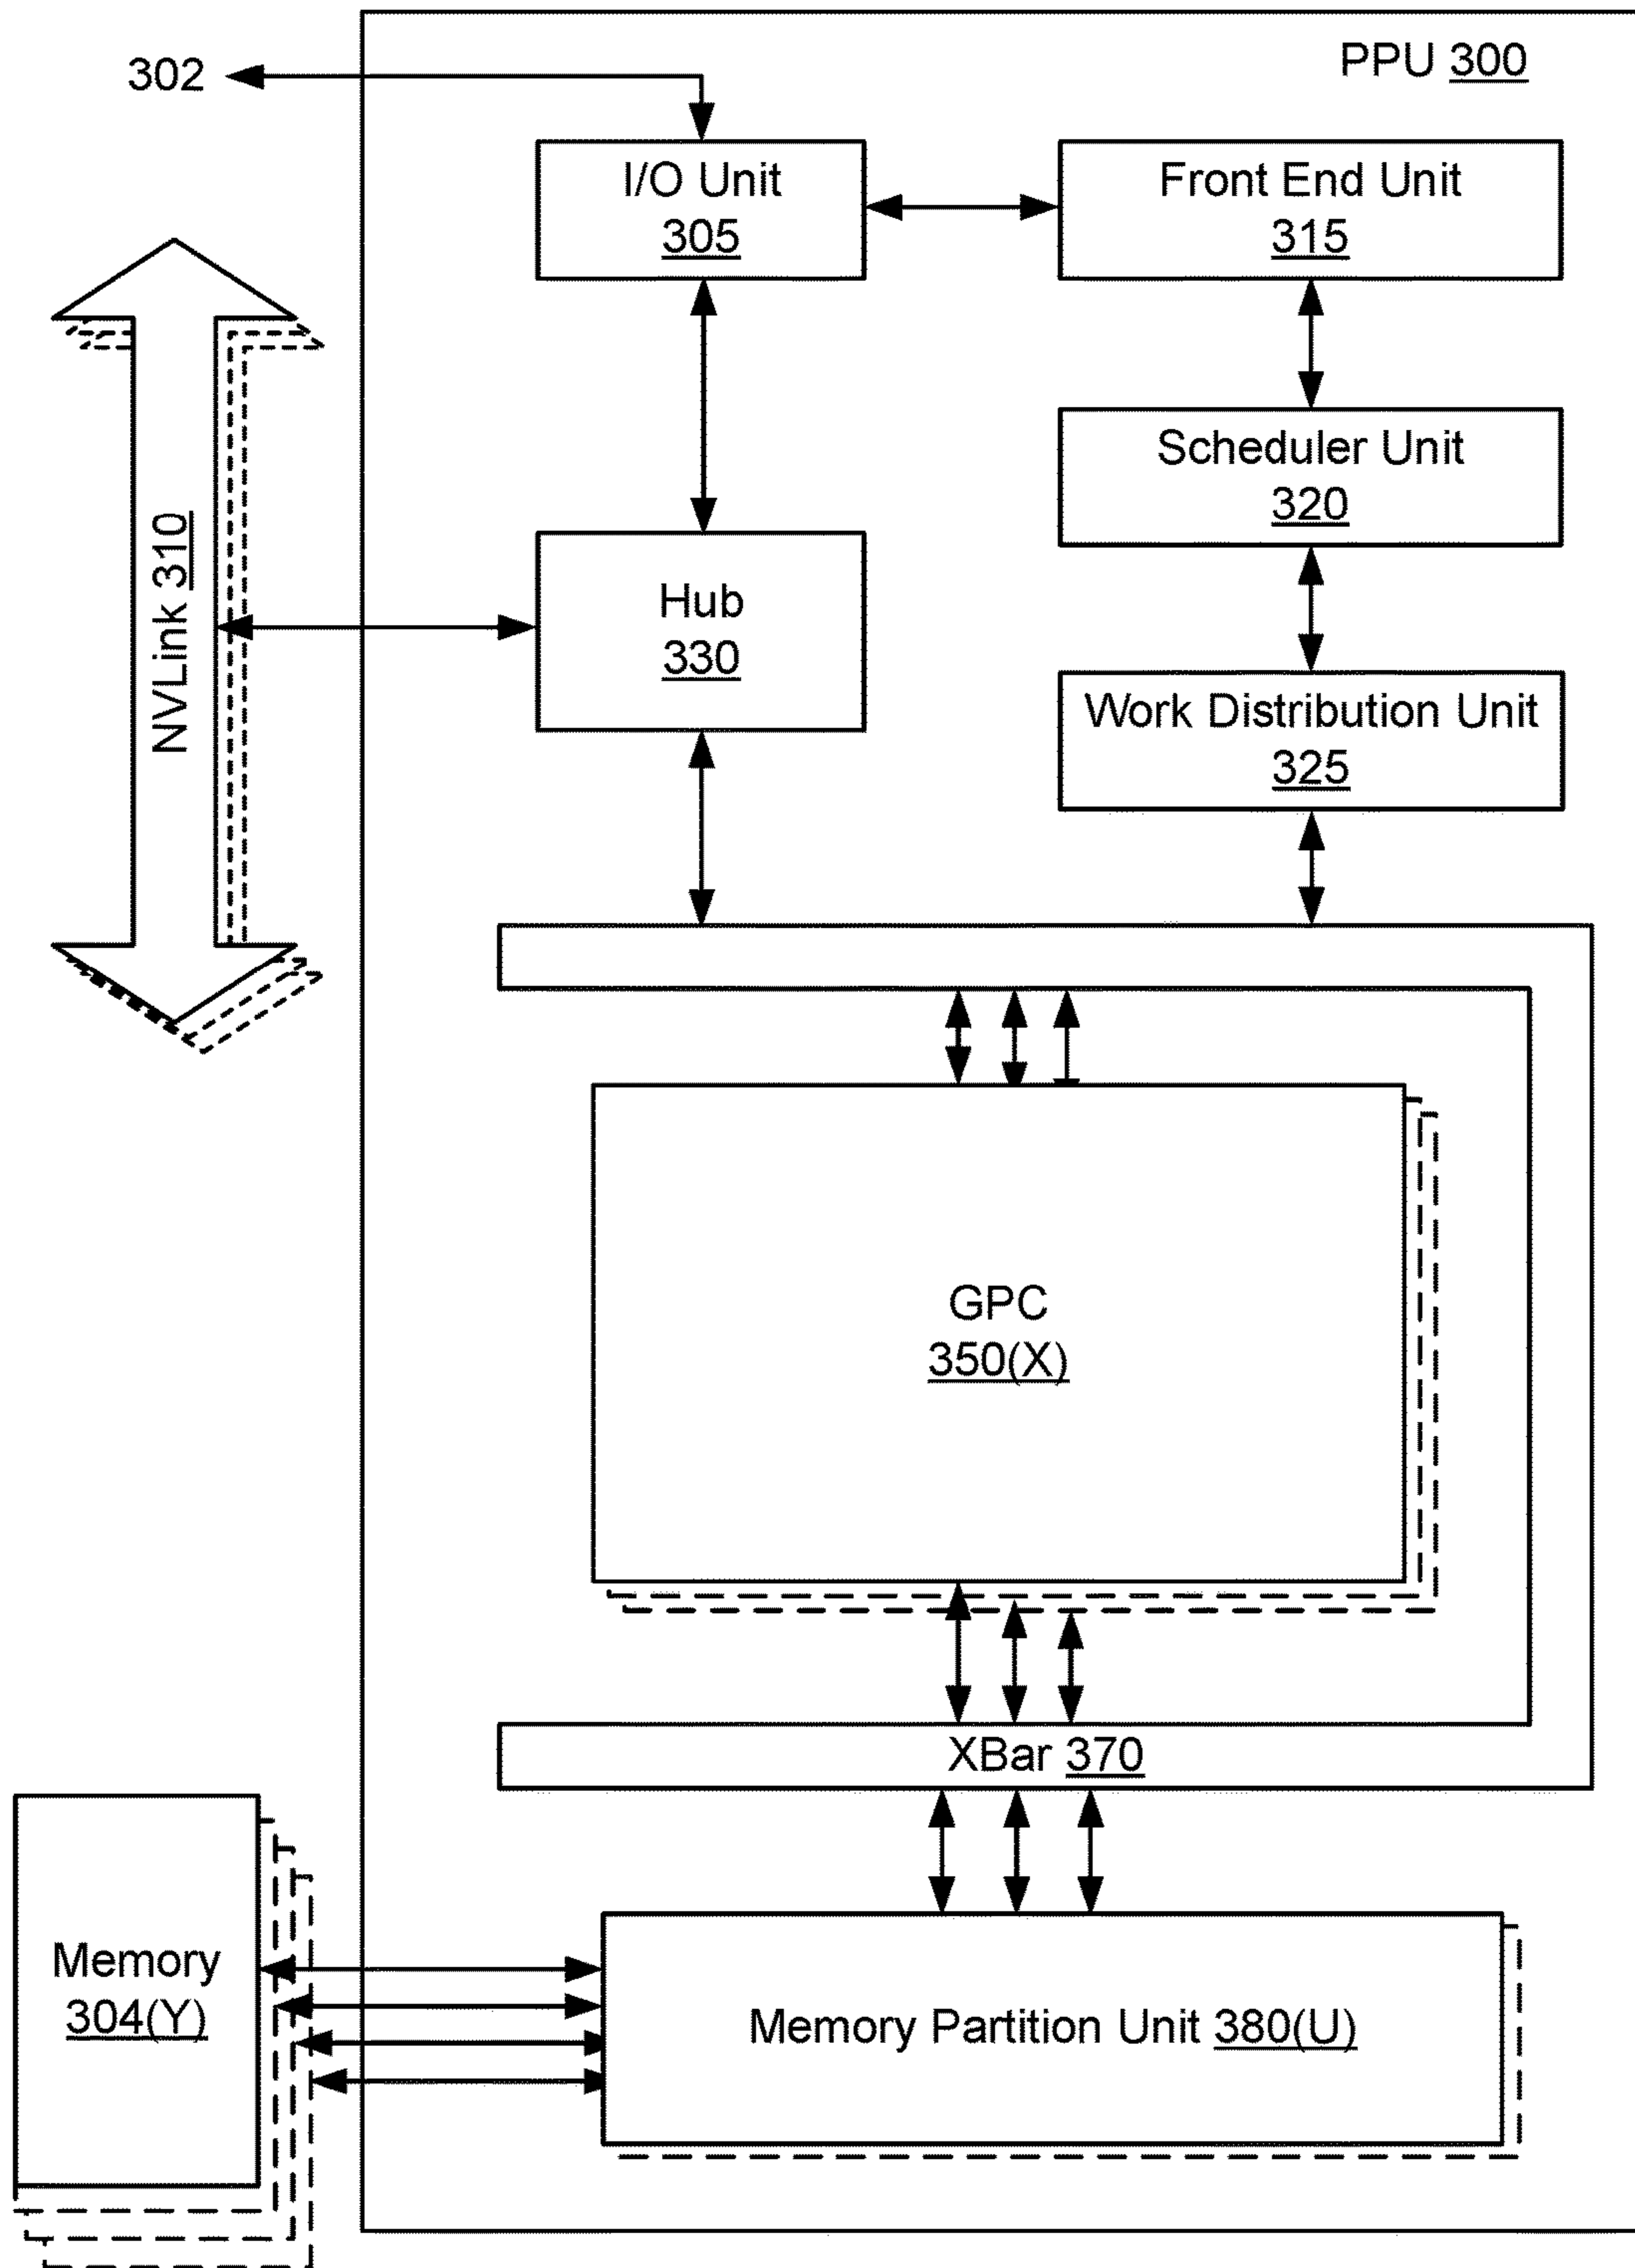 PPU 300
302
I/O Unit
305
Front End Unit
315
Scheduler Unit
320
NVLink 310
Hub
330
Work Distribution Unit
325
GPC
350(X)
XBar 370
Memory
304(Y)
Memory Partition Unit 380(U)